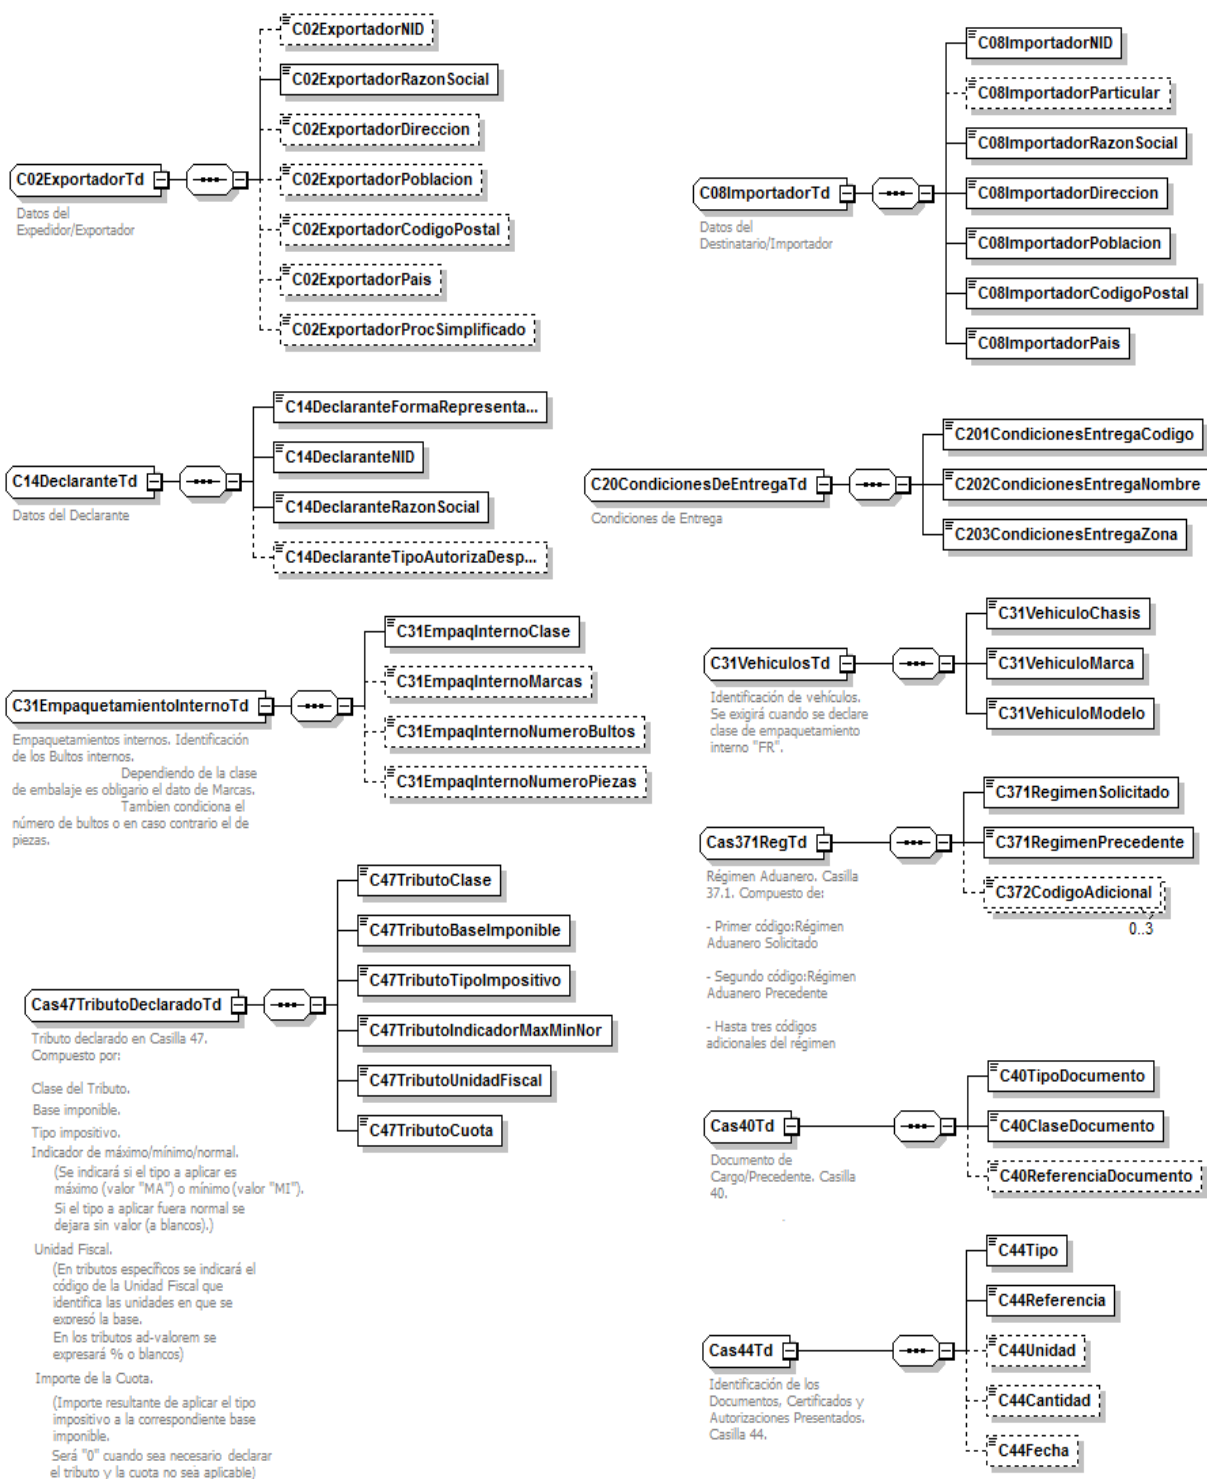 C02ExportadorTd
Datos del
Expedidor/Exportador
C02ExportadorNID
C02ExportadorRazonSocial
C02ExportadorDireccion
C02ExportadorPoblacion
C02ExportadorCodigoPostal
C02ExportadorPais
C02ExportadorProcSimplificado
C08ImportadorTd
Datos del
Destinatario/Importador
C08ImportadorNID
C08ImportadorParticular
C08ImportadorRazonSocial
C08ImportadorDireccion
C08ImportadorPoblacion
C08ImportadorCodigoPostal
C08ImportadorPais
C14DeclaranteTd
Datos del Declarante
C14DeclaranteFormaRepresenta...
C14DeclaranteNID
C14DeclaranteRazonSocial
C14DeclaranteTipoAutorizaDesp...
C20CondicionesDeEntregaTd
Condiciones de Entrega
C201CondicionesEntregaCodigo
C202CondicionesEntregaNombre
C203CondicionesEntregaZona
C31EmpaquetamientoInternoTd
Empaquetamientos internos. Identificación
de los Bultos internos.
Dependiendo de la clase
de embalaje es obligario el dato de Marcas.
Tambien condiciona el
número de bultos o en caso contrario el de
piezas.
C31EmpaqInternoClase
C31EmpaqInternoMarcas
C31EmpaqInternoNumeroBultos
C31EmpaqInternoNumeroPiezas
C31VehiculosTd
Identificación de vehículos.
Se exigirá cuando se declare
clase de empaquetamiento
interno "FR".
C31VehiculoChasis
C31VehiculoMarca
C31VehiculoModelo
Cas371RegTd
Régimen Aduanero. Casilla
37.1. Compuesto de:
- Primer código:Régimen
Aduanero Solicitado
- Segundo código:Régimen
Aduanero Precedente
- Hasta tres códigos
adicionales del régimen
C371RegimenSolicitado
C371RegimenPrecedente
C372CodigoAdicional
0..3
Cas47TributoDeclaradoTd
Tributo declarado en Casilla 47.
Compuesto por:
Clase del Tributo.
Base imponible.
Tipo impositivo.
Indicador de máximo/mínimo/normal.
(Se indicará si el tipo a aplicar es
máximo (valor "MA") o mínimo (valor "MI").
Si el tipo a aplicar fuera normal se
dejara sin valor (a blancos).)
Unidad Fiscal.
(En tributos específicos se indicará el
código de la Unidad Fiscal que
identifica las unidades en que se
expresó la base.
En los tributos ad-valorem se
expresará % o blancos)
Importe de la Cuota.
(Importe resultante de aplicar el tipo
impositivo a la correspondiente base
imponible.
Será "0" cuando sea necesario declarar
el tributo y la cuota no sea aplicable)
C47TributoClase
C47TributoBaseImponible
C47TributoTipoImpositivo
C47TributoIndicadorMaxMinNor
C47TributoUnidadFiscal
C47TributoCuota
Cas40Td
Documento de
Cargo/Precedente. Casilla
40.
C40TipoDocumento
C40ClaseDocumento
C40ReferenciaDocumento
Cas44Td
Identificación de los
Documentos, Certificados y
Autorizaciones Presentados.
Casilla 44.
C44Tipo
C44Referencia
C44Unidad
C44Cantidad
C44Fecha